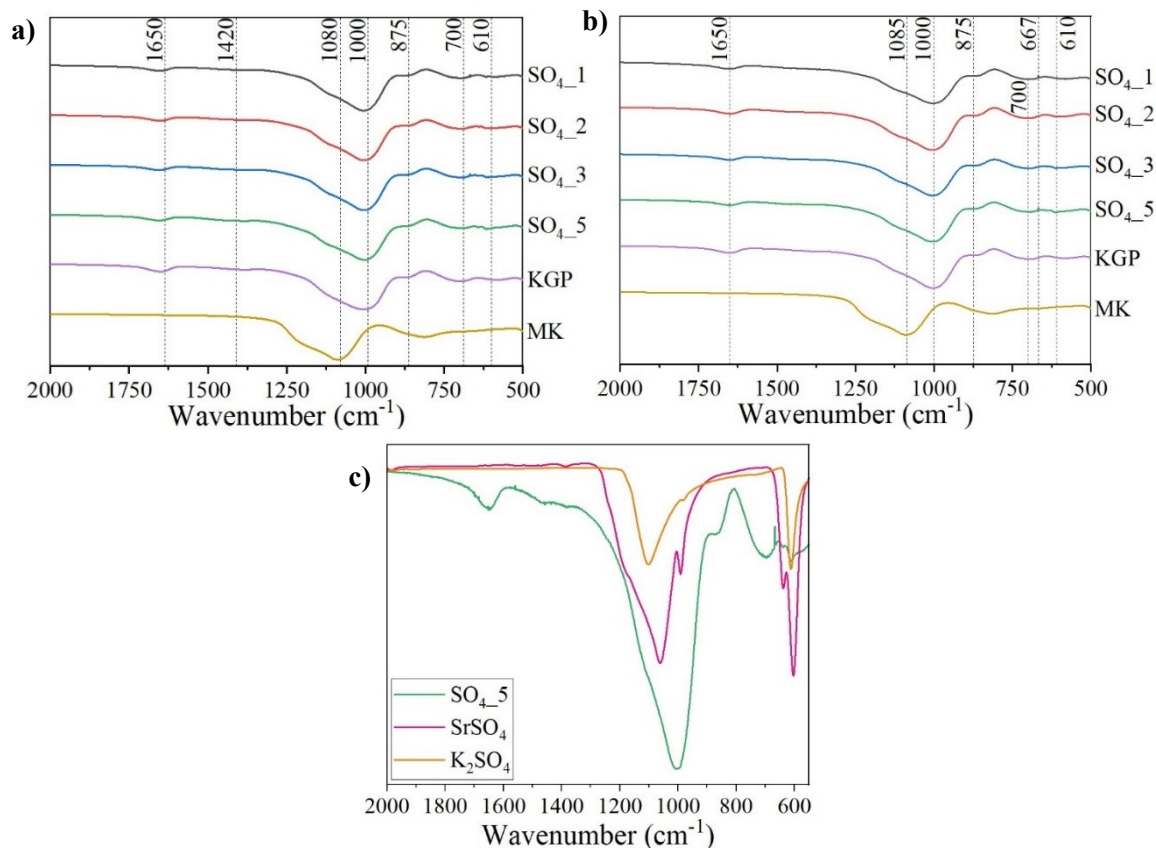 a)
1650
1420
1080
1000
875
700
610
SO₄_1
SO₄_2
SO₄_3
SO₄_5
KGP
MK
2000 1750 1500 1250 1000 750 500
Wavenumber (cm⁻¹)
b)
1650
1085
1000
875
667
610
700
SO₄_1
SO₄_2
SO₄_3
SO₄_5
KGP
MK
2000 1750 1500 1250 1000 750 500
Wavenumber (cm⁻¹)
c)
SO₄_5
SrSO₄
K₂SO₄
2000 1800 1600 1400 1200 1000 800 600
Wavenumber (cm⁻¹)